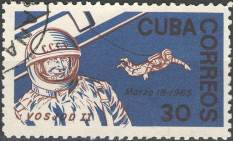 CUBA
CORREOS
Marzo 18-1965
VOSJOD II
30